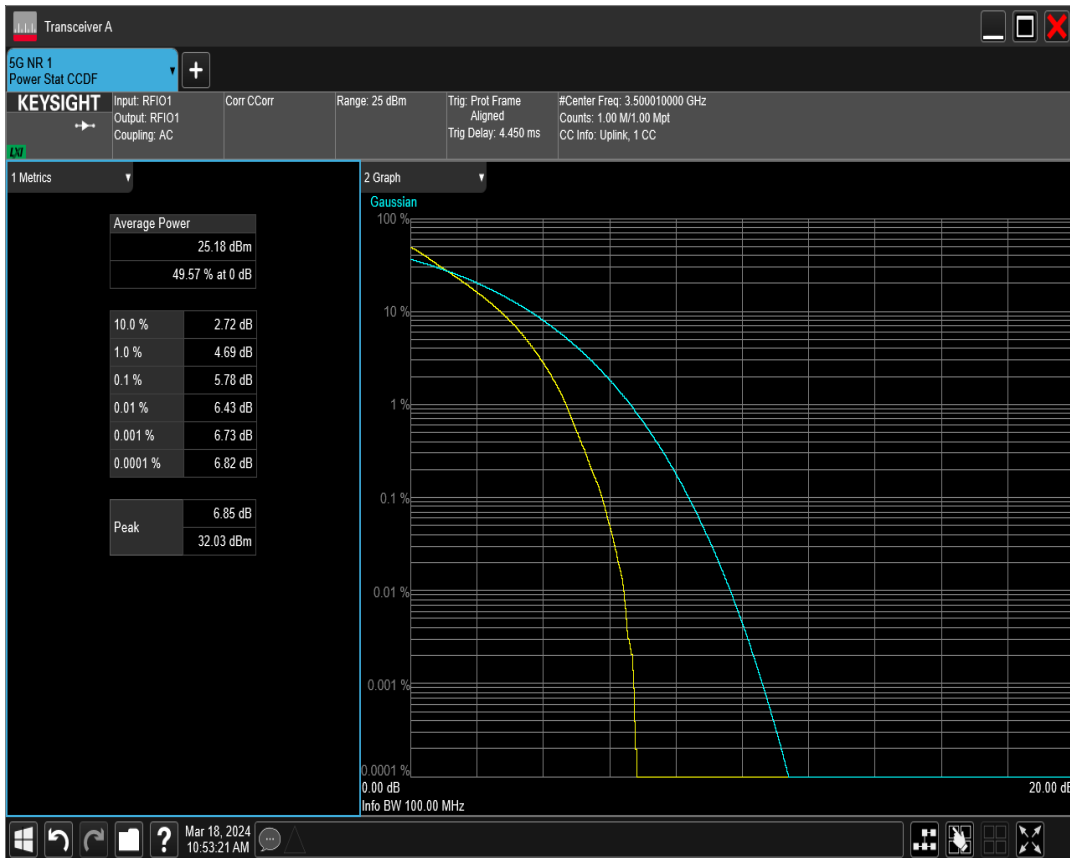 Transceiver A
5G NR 1
Power Stat CCDF
KEYSIGHT
LXI
Input: RFIO1
Output: RFIO1
Coupling: AC
Corr CCorr
Range: 25 dBm
Trig: Prot Frame
Aligned
Trig Delay: 4.450 ms
#Center Freq: 3.500010000 GHz
Counts: 1.00 M/1.00 Mpt
CC Info: Uplink, 1 CC
1 Metrics
Average Power
25.18 dBm
49.57 % at 0 dB
10.0 % 2.72 dB
1.0 % 4.69 dB
0.1 % 5.78 dB
0.01 % 6.43 dB
0.001 % 6.73 dB
0.0001 % 6.82 dB
Peak 6.85 dB
32.03 dBm
2 Graph
Gaussian
100 %
10 %
1 %
0.1 %
0.01 %
0.001 %
0.0001 %
0.00 dB 20.00 dB
Info BW 100.00 MHz
? Mar 18, 2024
10:53:21 AM